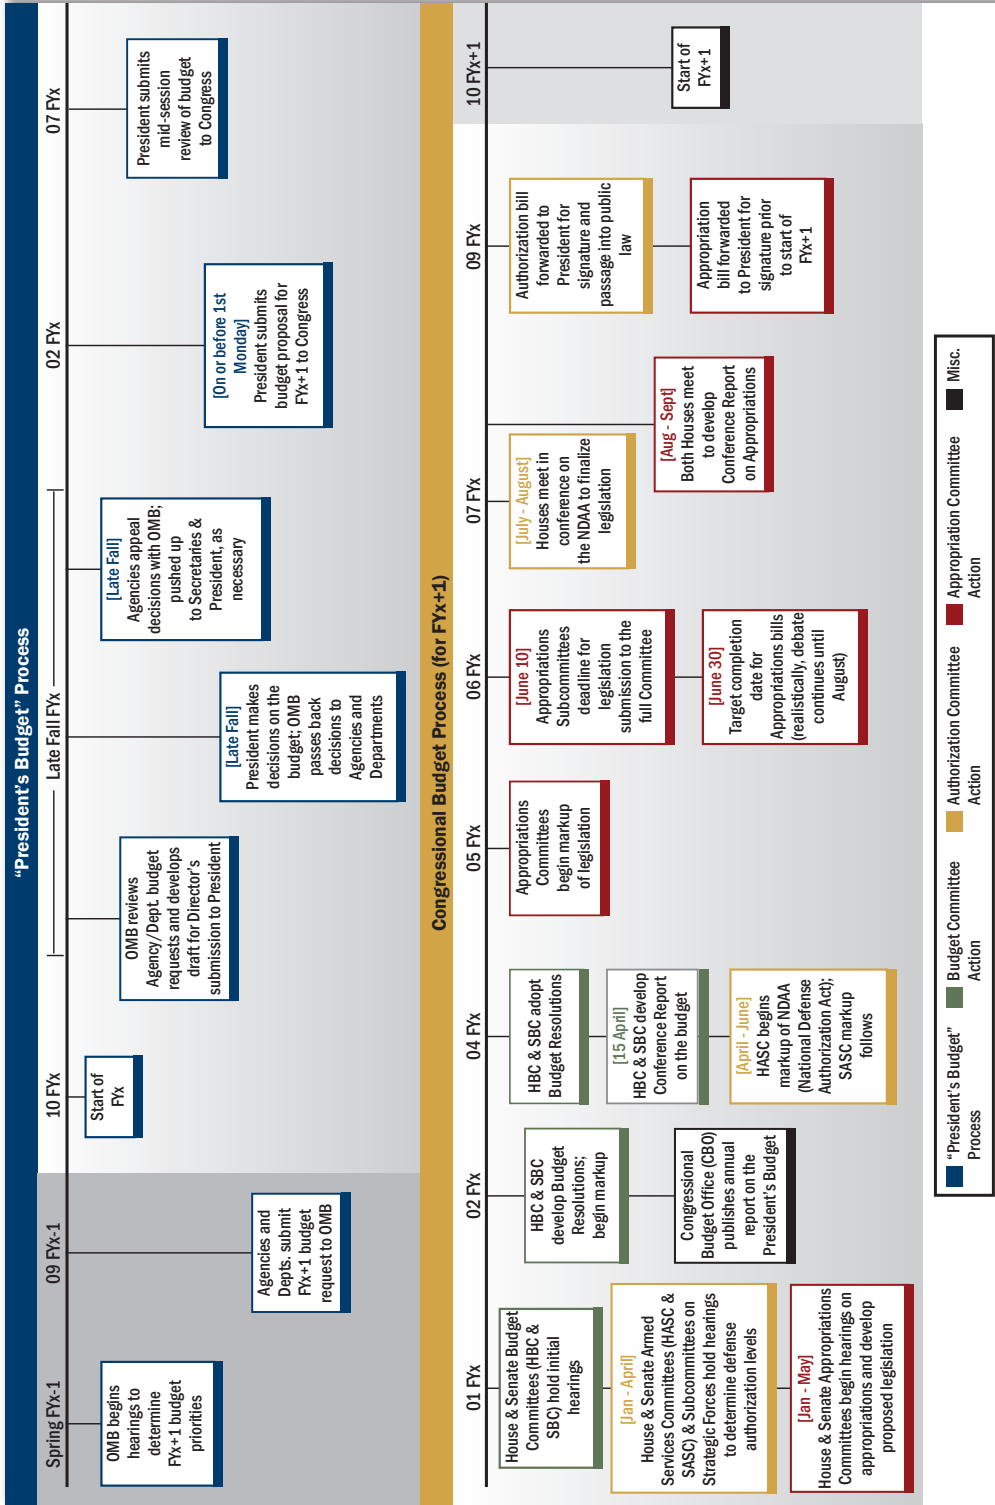 “President’s Budget” Process
Spring FYx-1
09 FYx-1
10 FYx
Late Fall FYx
02 FYx
07 FYx
OMB begins
hearings to
determine
FYx+1 budget
priorities
Agencies and
Depts. submit
FYx+1 budget
request to OMB
Start of
FYx
OMB reviews
Agency/Dept. budget
requests and develops
draft for Director’s
submission to President
[Late Fall]
President makes
decisions on the
budget; OMB
passes back
decisions to
Agencies and
Departments
[Late Fall]
Agencies appeal
decisions with OMB;
pushed up
to Secretaries &
President, as
necessary
[On or before 1st
Monday]
President submits
budget proposal for
FYx+1 to Congress
President submits
mid-session
review of budget
to Congress
Congressional Budget Process (for FYx+1)
01 FYx
02 FYx
04 FYx
05 FYx
06 FYx
07 FYx
09 FYx
10 FYx+1
House & Senate Budget
Committees (HBC &
SBC) hold initial
hearings
[Jan - April]
House & Senate Armed
Services Committees (HASC &
SASC) & Subcommittees on
Strategic Forces hold hearings
to determine defense
authorization levels
[Jan - May]
House & Senate Appropriations
Committees begin hearings on
appropriations and develop
proposed legislation
HBC & SBC
develop Budget
Resolutions;
begin markup
Congressional
Budget Office (CBO)
publishes annual
report on the
President’s Budget
HBC & SBC adopt
Budget Resolutions
[15 April]
HBC & SBC develop
Conference Report
on the budget
[April - June]
HASC begins
markup of NDAA
(National Defense
Authorization Act);
SASC markup
follows
Appropriations
Committees
begin markup
of legislation
[June 10]
Appropriations
Subcommittees
deadline for
legislation
submission to the
full Committee
[June 30]
Target completion
date for
Appropriations bills
(realistically, debate
continues until
August)
[July - August]
Houses meet in
conference on
the NDAA to finalize
legislation
[Aug - Sept]
Both Houses meet
to develop
Conference Report
on Appropriations
Authorization bill
forwarded to
President for
signature and
passage into public
law
Appropriation
bill forwarded
to President for
signature prior
to start of
FYx+1
Start of
FYx+1
“President’s Budget”
Process
Budget Committee
Action
Authorization Committee
Action
Appropriation Committee
Action
Misc.